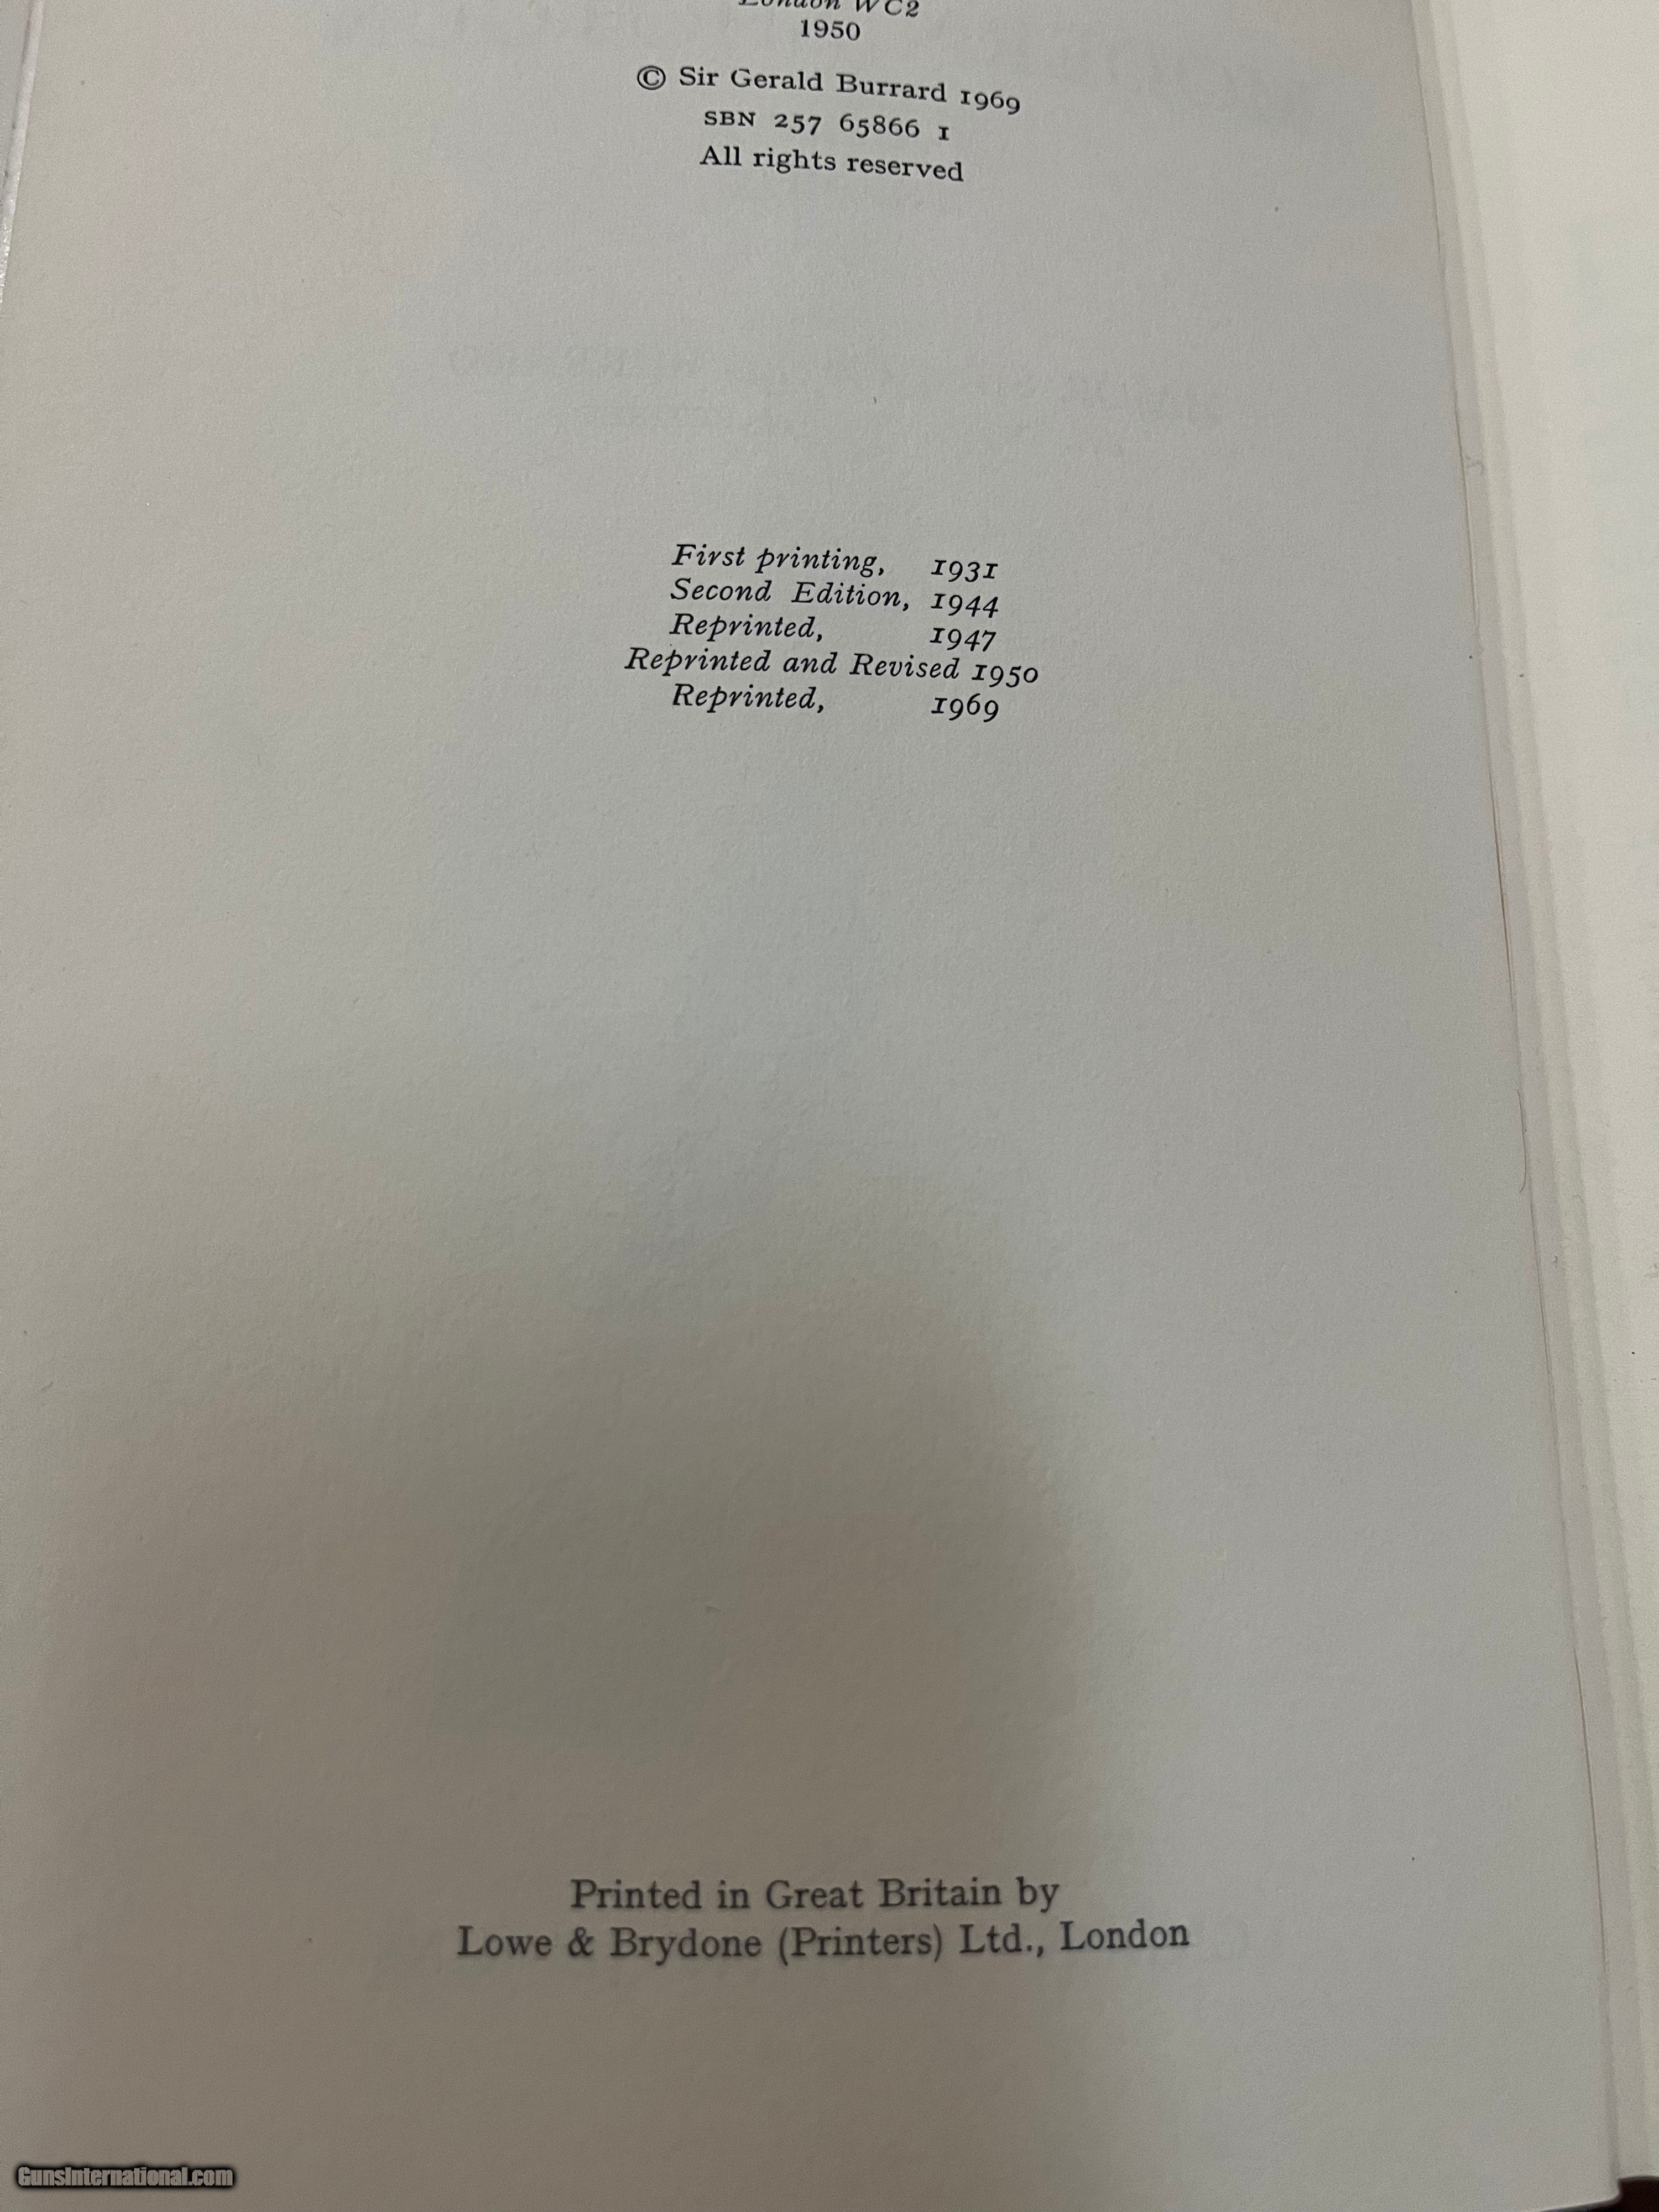 London WC2
1950
© Sir Gerald Burrard 1969
SBN 257 65866 1
All rights reserved
First printing, 1931
Second Edition, 1944
Reprinted, 1947
Reprinted and Revised 1950
Reprinted, 1969
Printed in Great Britain by
Lowe & Brydone (Printers) Ltd., London
GunsInternational.com